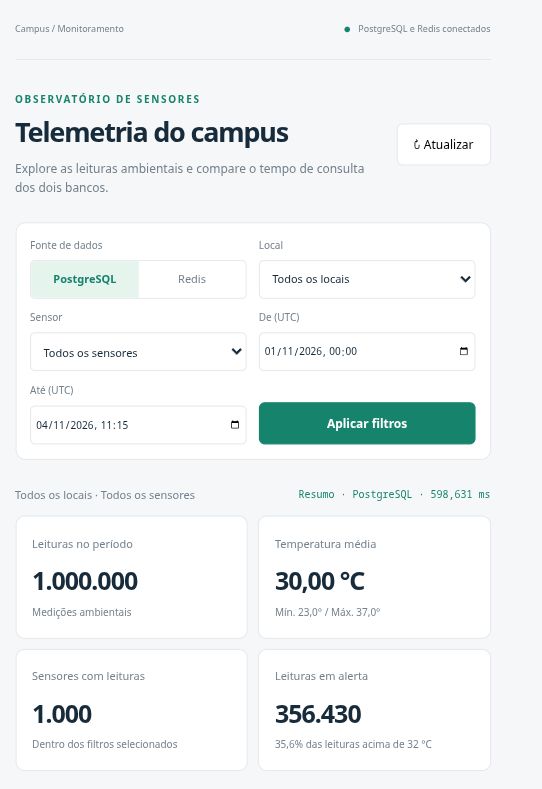 Campus / Monitoramento
PostgreSQL e Redis conectados
OBSERVATÓRIO DE SENSORES
Telemetria do campus
Explore as leituras ambientais e compare o tempo de consulta
dos dois bancos.
↻ Atualizar
Fonte de dados
Local
PostgreSQL
Redis
Todos os locais
Sensor
De (UTC)
Todos os sensores
01/11/2026, 00:00
Até (UTC)
04/11/2026, 11:15
Aplicar filtros
Todos os locais · Todos os sensores
Resumo · PostgreSQL · 598,631 ms
Leituras no período
1.000.000
Medições ambientais
Temperatura média
30,00 °C
Mín. 23,0° / Máx. 37,0°
Sensores com leituras
1.000
Dentro dos filtros selecionados
Leituras em alerta
356.430
35,6% das leituras acima de 32 °C